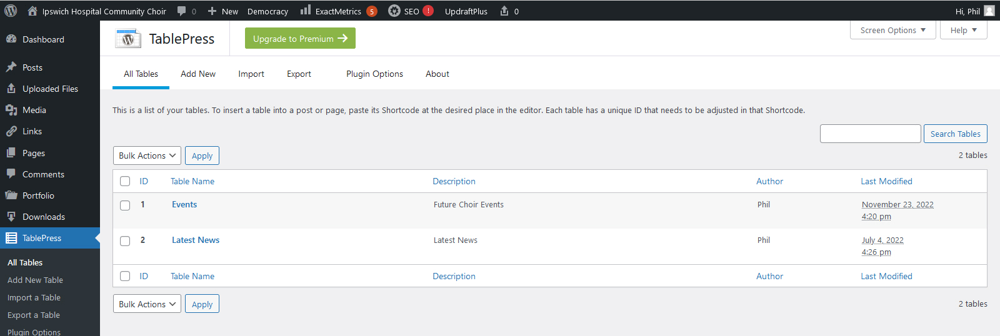 Ipswich Hospital Community Choir 0 New Democracy ExactMetrics 5 SEO ! UpdraftPlus 0 Hi, Phil
Dashboard
Posts
Uploaded Files
Media
Links
Pages
Comments
Portfolio
Downloads
TablePress
All Tables
Add New Table
Import a Table
Export a Table
Plugin Options
TablePress Upgrade to Premium → Screen Options ▼ Help ▼
All Tables Add New Import Export Plugin Options About
This is a list of your tables. To insert a table into a post or page, paste its Shortcode at the desired place in the editor. Each table has a unique ID that needs to be adjusted in that Shortcode.
Search Tables
Bulk Actions Apply 2 tables
ID Table Name Description Author Last Modified
1 Events Future Choir Events Phil November 23, 2022
4:20 pm
2 Latest News Latest News Phil July 4, 2022
4:26 pm
ID Table Name Description Author Last Modified
Bulk Actions Apply 2 tables